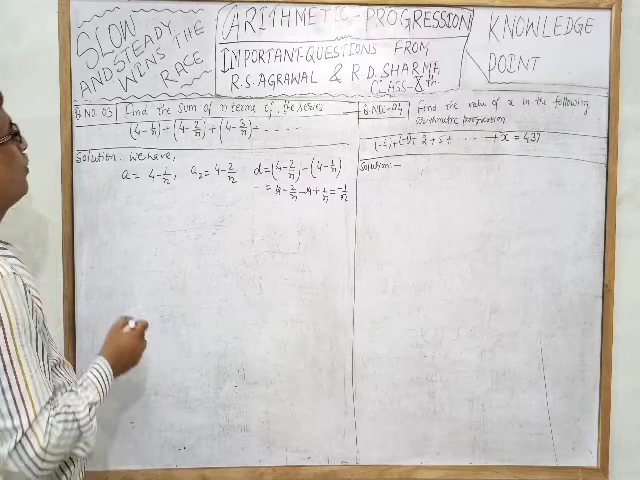 SLOW
AND STEADY
WINS THE
RACE
ARITHMETIC-PROGRESSION
IMPORTANT-QUESTIONS FROM
R.S. AGRAWAL & R.D. SHARMA
CLASS-
KNOWLEDGE
POINT
Q NO. 03) Find the sum of n terms of the series
(4-1/n)+(4-2/n)+(4-3/n)+ - - - -
Solution. We have,
a = 4-1/n, a₂ = 4-2/n d = (4-2/n)-(4-1/n)
= 4-2/n-4+1/n = -1/n
Q NO:-04) Find the value of x in the following
arithmetic progression
(-4)+(-1)+2+5+ - - - - +x = 437
Solution:-